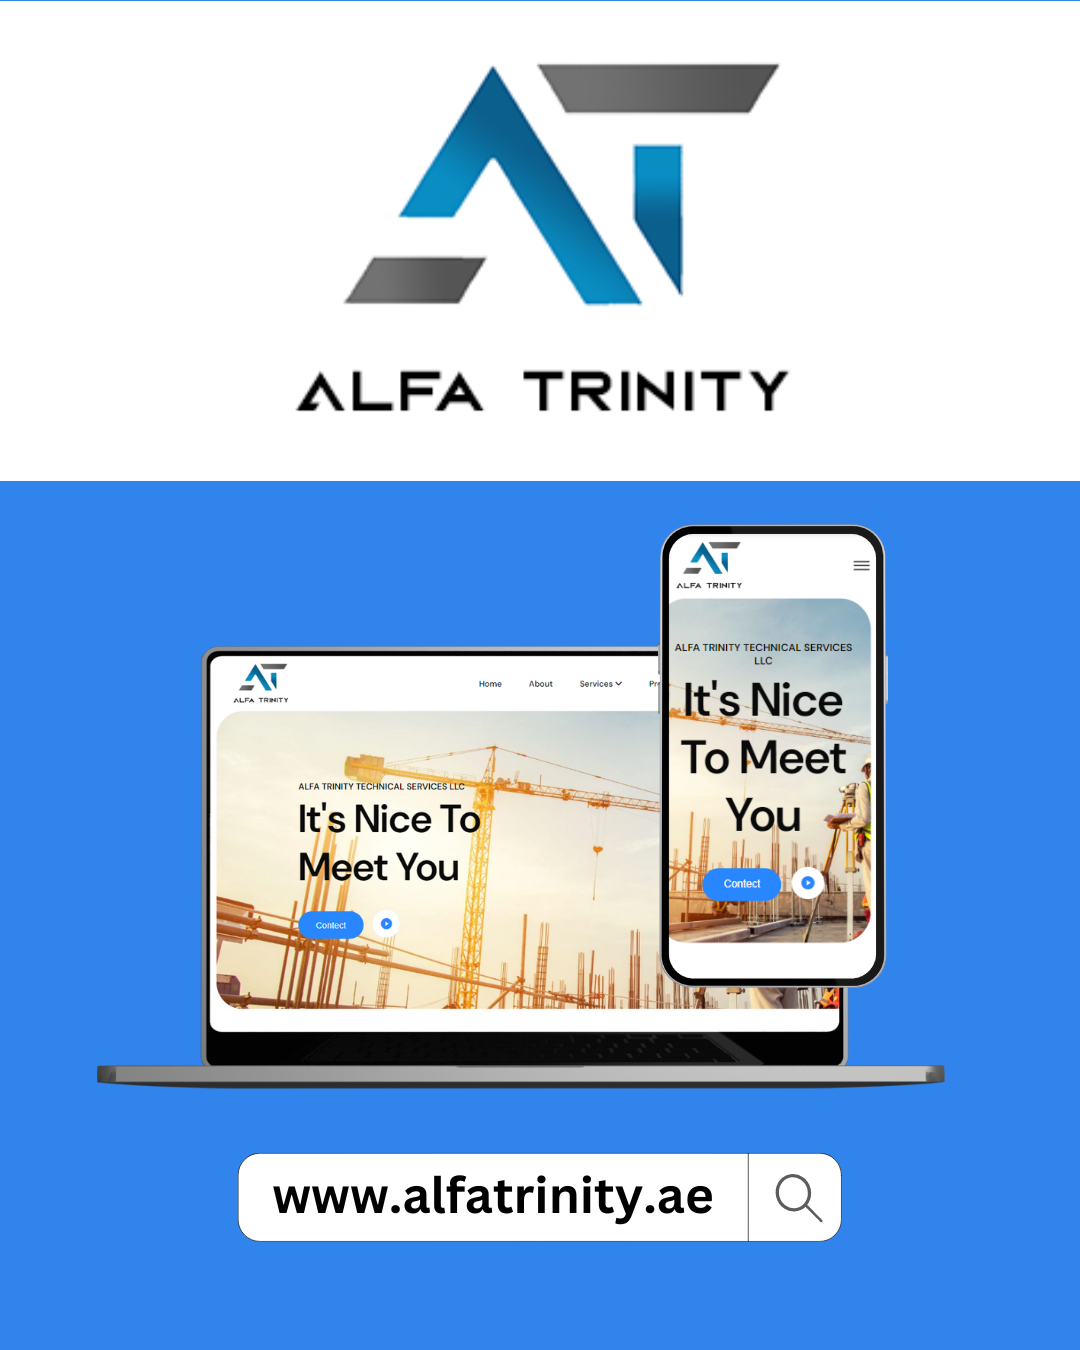 ALFA TRINITY
ALFA TRINITY
Home About Services
ALFA TRINITY TECHNICAL SERVICES LLC
It's Nice To
Meet You
Contect
ALFA TRINITY
ALFA TRINITY TECHNICAL SERVICES
LLC
It's Nice
To Meet
You
Contect
www.alfatrinity.ae